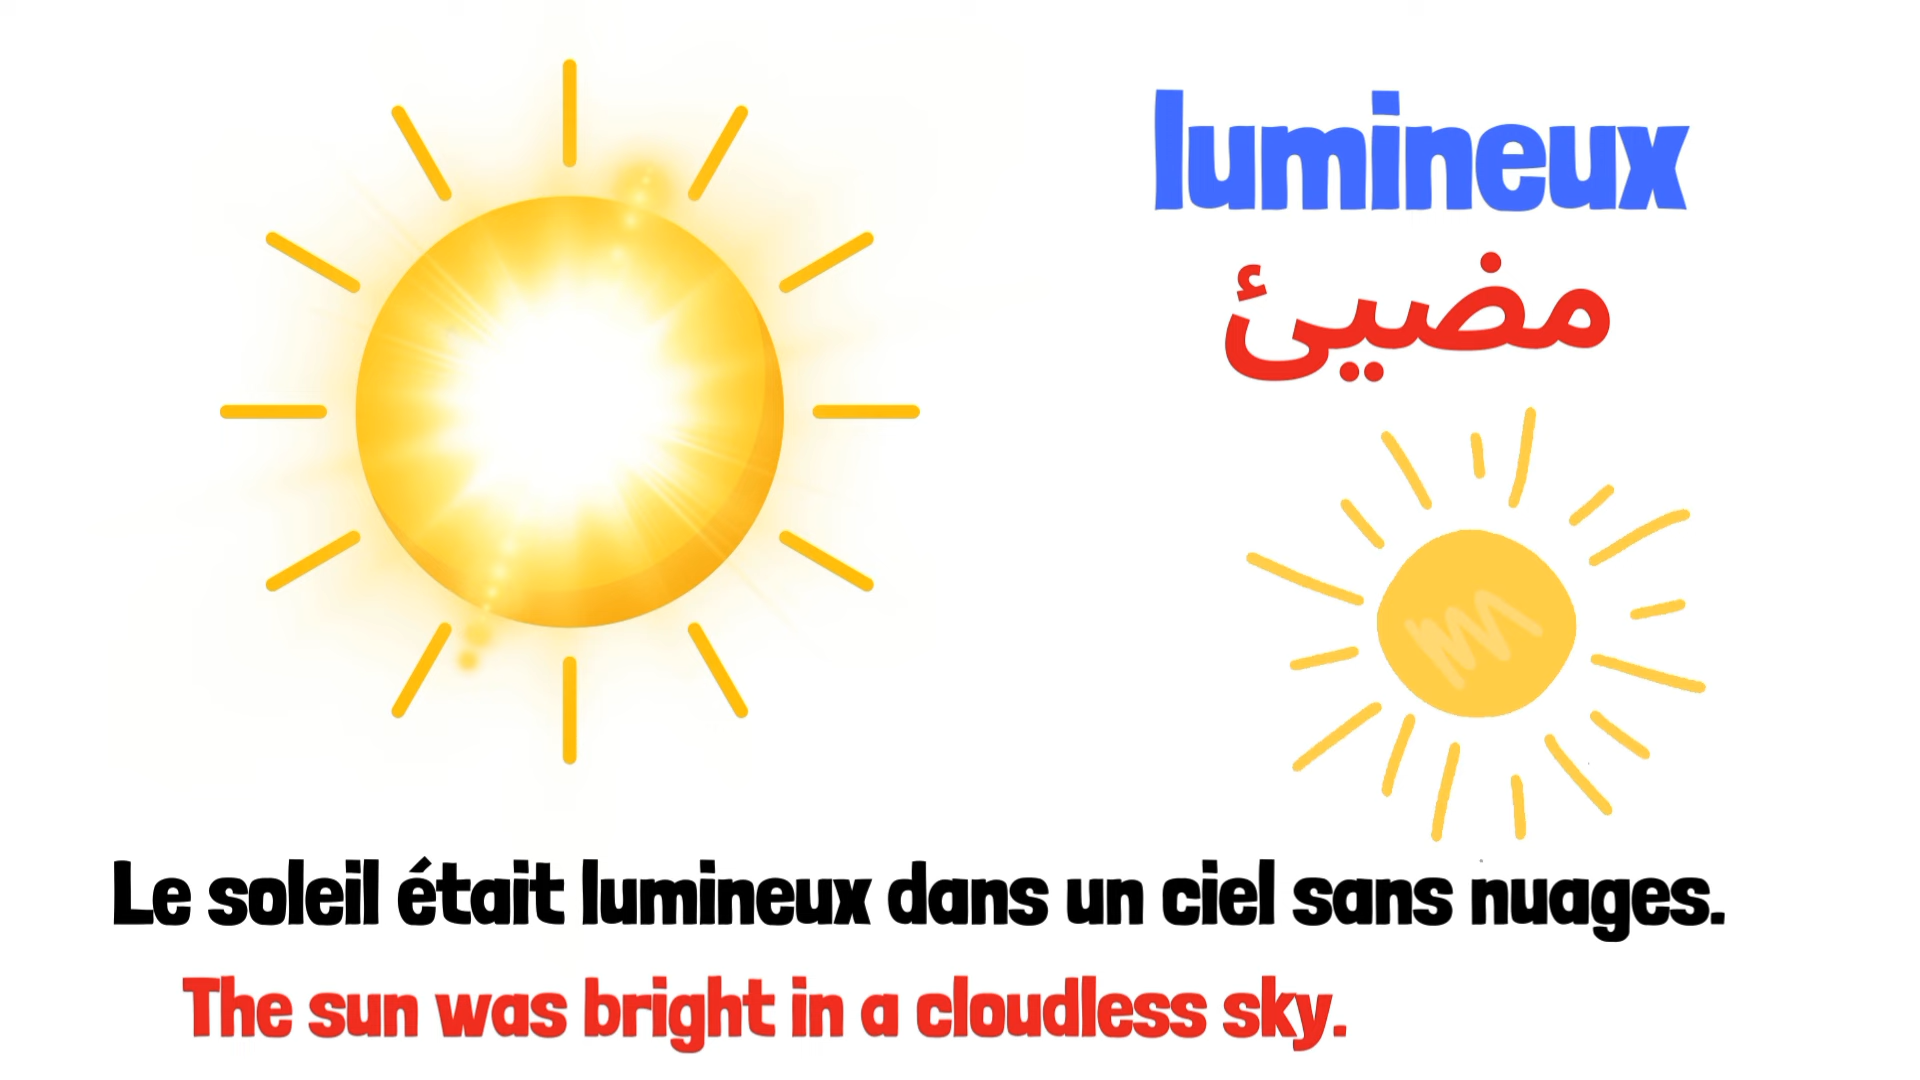 lumineux
مضيئ
Le soleil était lumineux dans un ciel sans nuages.
The sun was bright in a cloudless sky.